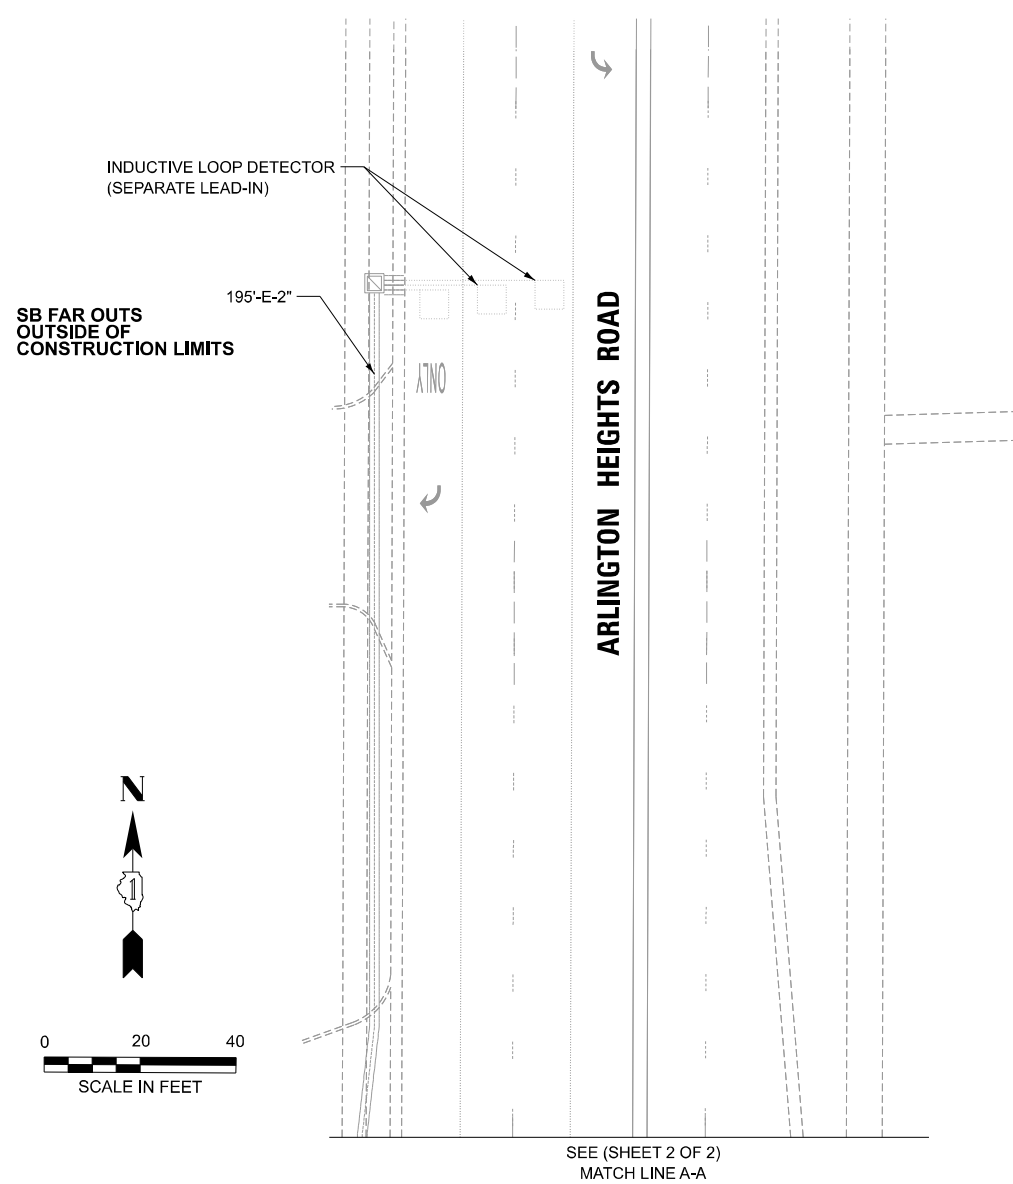 INDUCTIVE LOOP DETECTOR
(SEPARATE LEAD-IN)
195'-E-2"
SB FAR OUTS
OUTSIDE OF
CONSTRUCTION LIMITS
ONLY
ARLINGTON HEIGHTS ROAD
N
1
0 20 40
SCALE IN FEET
SEE (SHEET 2 OF 2)
MATCH LINE A-A